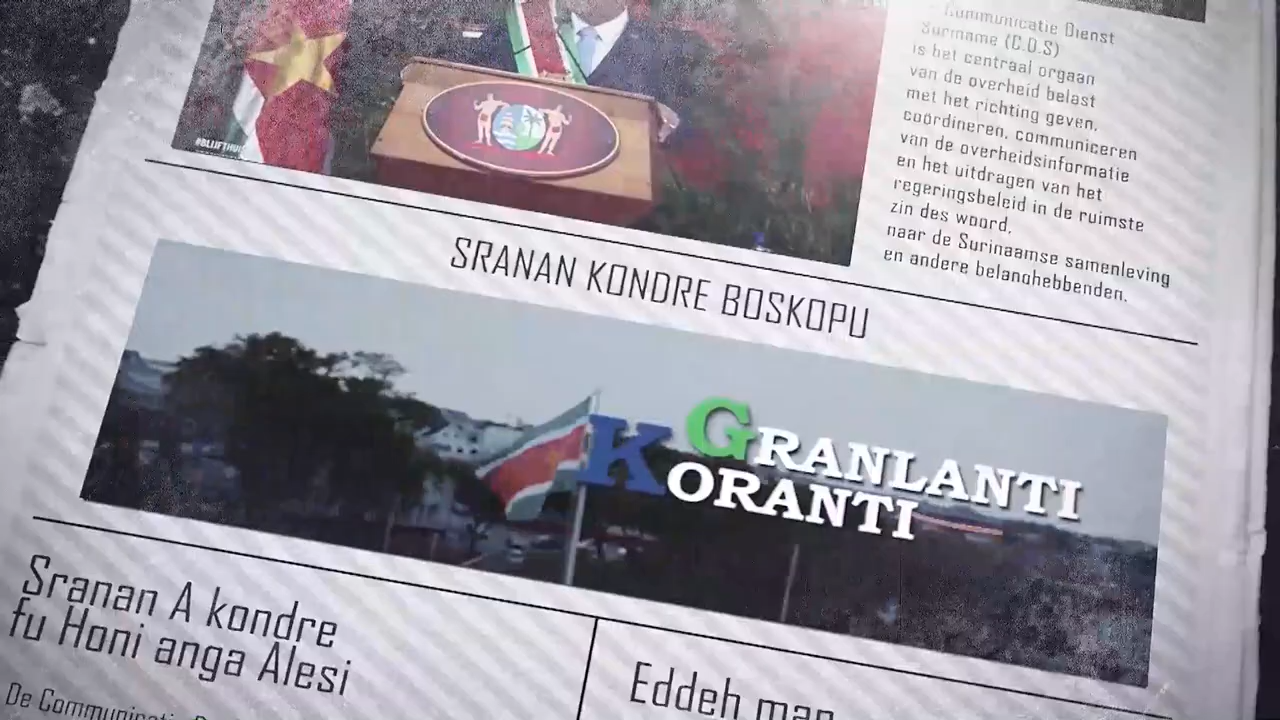 Communicatie Dienst
Suriname (C.D.S)
is het centraal orgaan
van de overheid belast
met het richting geven,
coördineren, communiceren
van de overheidsinformatie
en het uitdragen van het
regeringsbeleid in de ruimste
zin des woord,
naar de Surinaamse samenleving
en andere belanghebbenden.
SRANAN KONDRE BOSKOPU
GRANLANTI
KORANTI
Sranan A kondre
fu Honi anga Alesi
De
Eddeh man